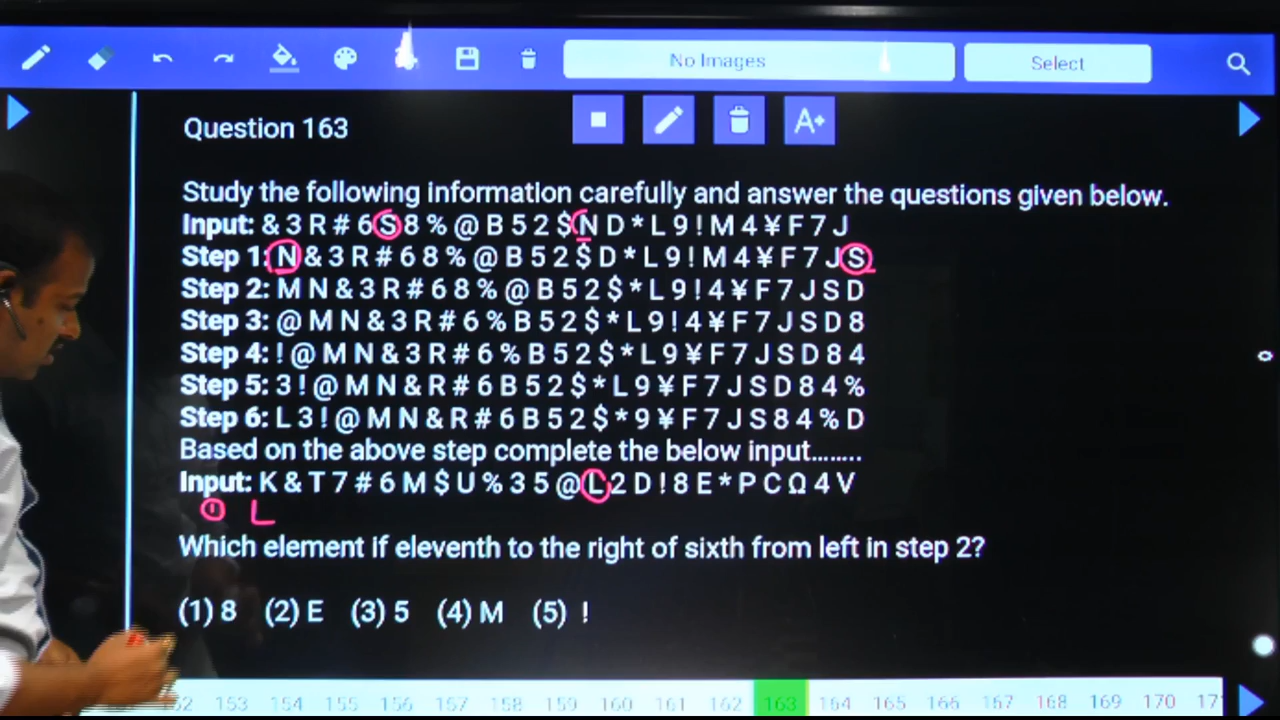 No Images
Select
A+
Question 163
Study the following information carefully and answer the questions given below.
Input: & 3 R # 6 S 8 % @ B 5 2 $ N D * L 9 ! M 4 ¥ F 7 J
Step 1: N & 3 R # 6 8 % @ B 5 2 $ D * L 9 ! M 4 ¥ F 7 J S
Step 2: M N & 3 R # 6 8 % @ B 5 2 $ * L 9 ! 4 ¥ F 7 J S D
Step 3: @ M N & 3 R # 6 % B 5 2 $ * L 9 ! 4 ¥ F 7 J S D 8
Step 4: ! @ M N & 3 R # 6 % B 5 2 $ * L 9 ¥ F 7 J S D 8 4
Step 5: 3 ! @ M N & R # 6 B 5 2 $ * L 9 ¥ F 7 J S D 8 4 %
Step 6: L 3 ! @ M N & R # 6 B 5 2 $ * 9 ¥ F 7 J S 8 4 % D
Based on the above step complete the below input........
Input: K & T 7 # 6 M $ U % 3 5 @ L 2 D ! 8 E * P C Ω 4 V
① L
Which element if eleventh to the right of sixth from left in step 2?
(1) 8 (2) E (3) 5 (4) M (5) !
153 154 155 156 157 158 159 160 161 162 163 164 165 166 167 168 169 170